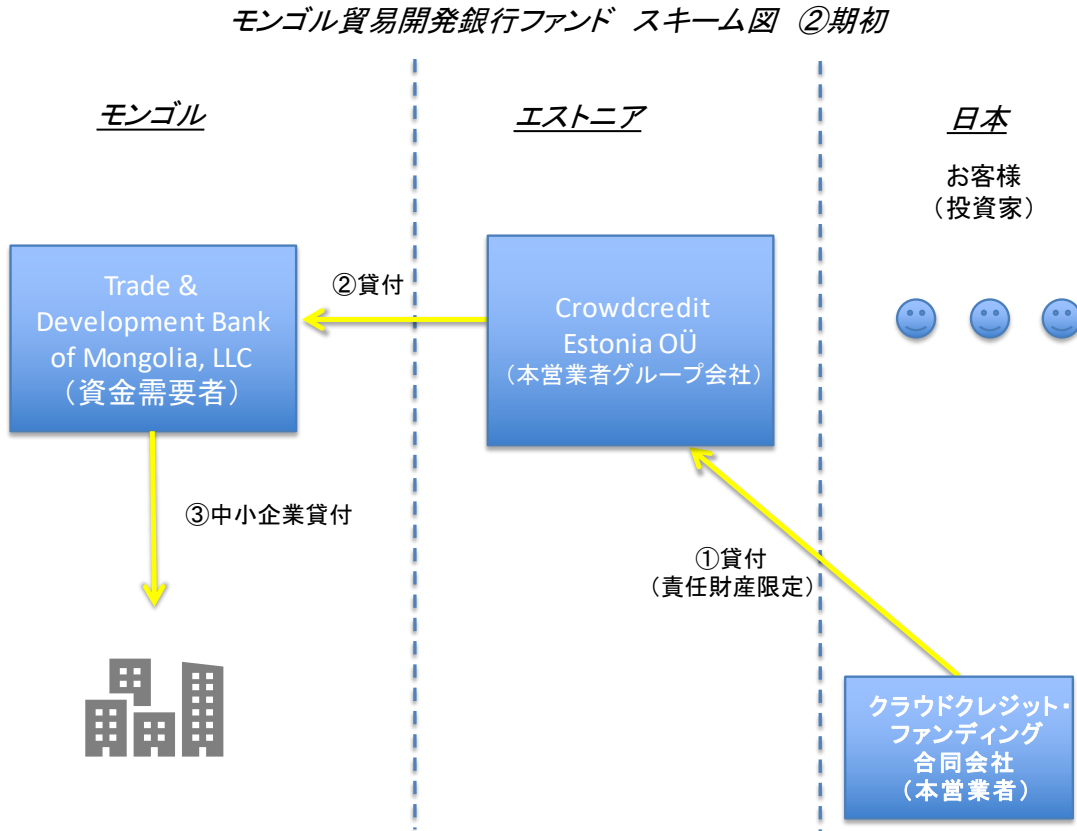 モンゴル貿易開発銀行ファンド　スキーム図　②期初
モンゴル
エストニア
日本
お客様
（投資家）
Trade &
Development Bank
of Mongolia, LLC
（資金需要者）
②貸付
Crowdcredit
Estonia OÜ
（本営業者グループ会社）
③中小企業貸付
①貸付
（責任財産限定）
クラウドクレジット・
ファンディング
合同会社
（本営業者）